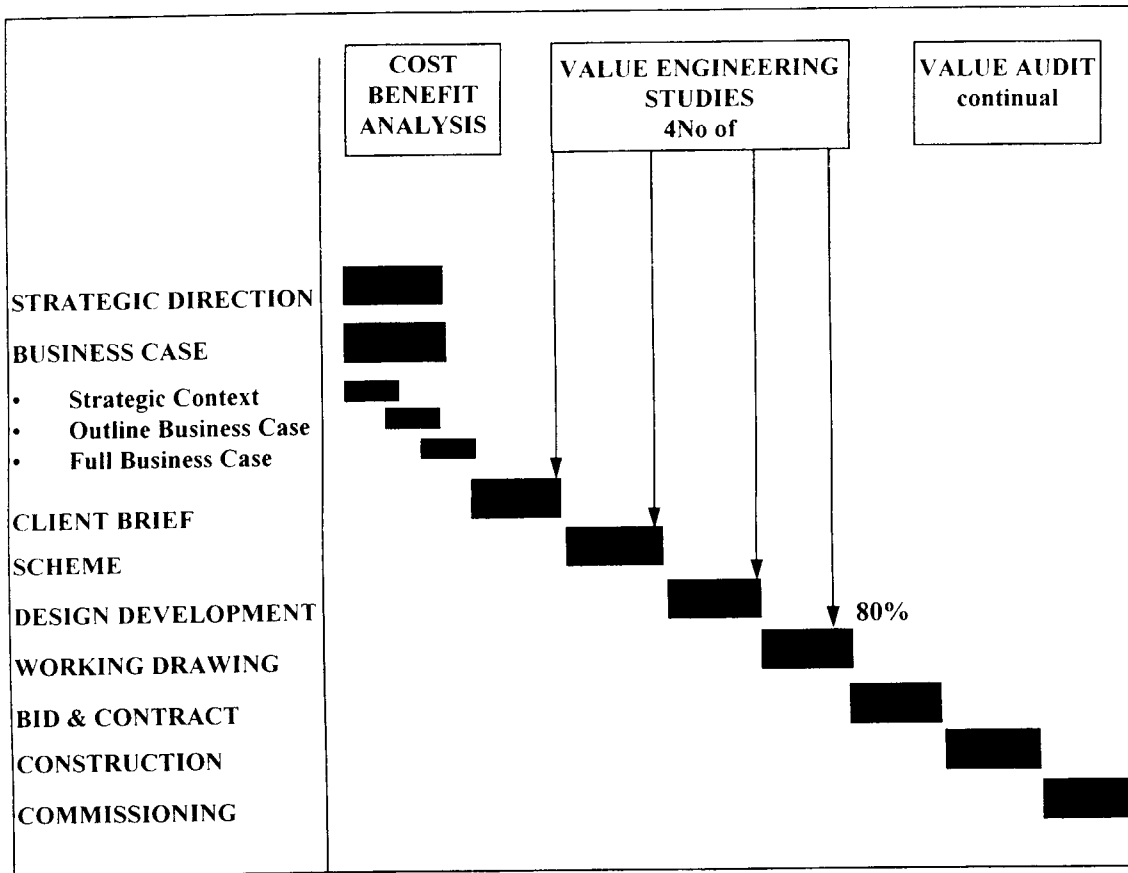 COST
BENEFIT
ANALYSIS
VALUE ENGINEERING
STUDIES
4No of
VALUE AUDIT
continual
STRATEGIC DIRECTION
BUSINESS CASE
• Strategic Context
• Outline Business Case
• Full Business Case
CLIENT BRIEF
SCHEME
DESIGN DEVELOPMENT
80%
WORKING DRAWING
BID & CONTRACT
CONSTRUCTION
COMMISSIONING